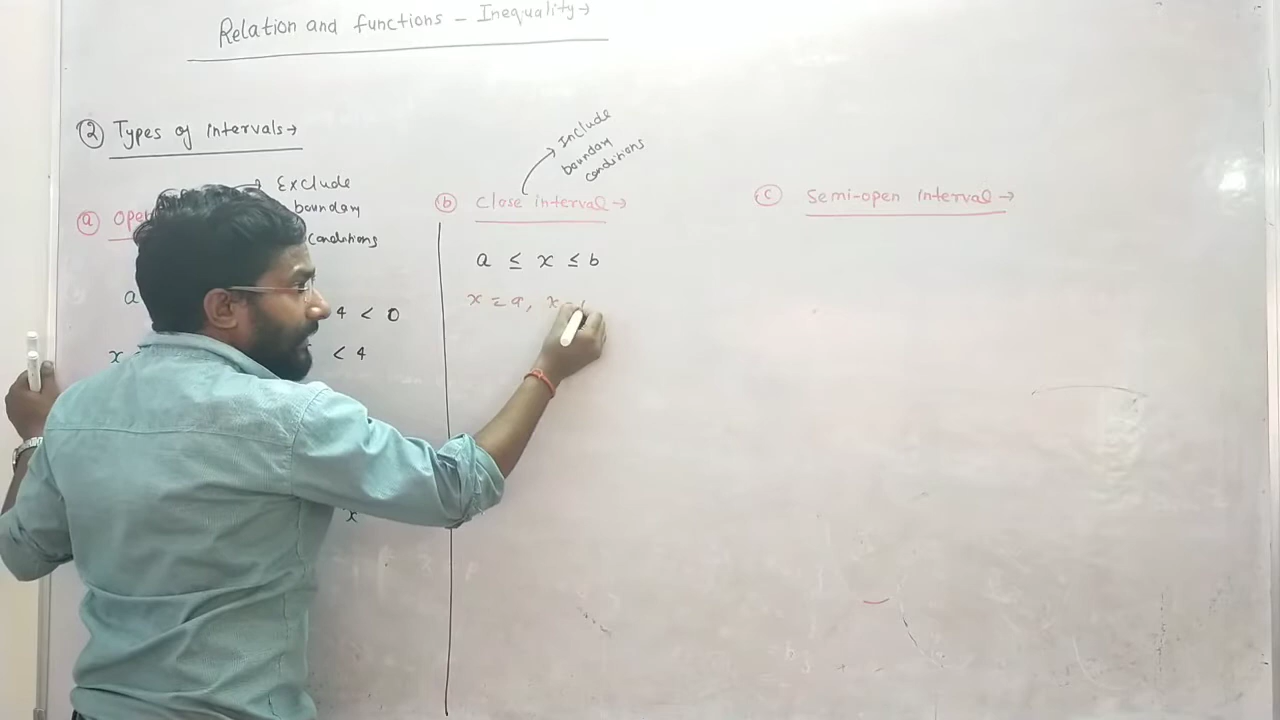 Relation and functions - Inequality →
② Types of intervals →
→ Exclude
boundary
conditions
ⓐ
a
4 < 0
x
< 4
x
→ Include
boundary
conditions
ⓑ Close interval →
a ≤ x ≤ b
x = a, x =
ⓒ Semi-open interval →